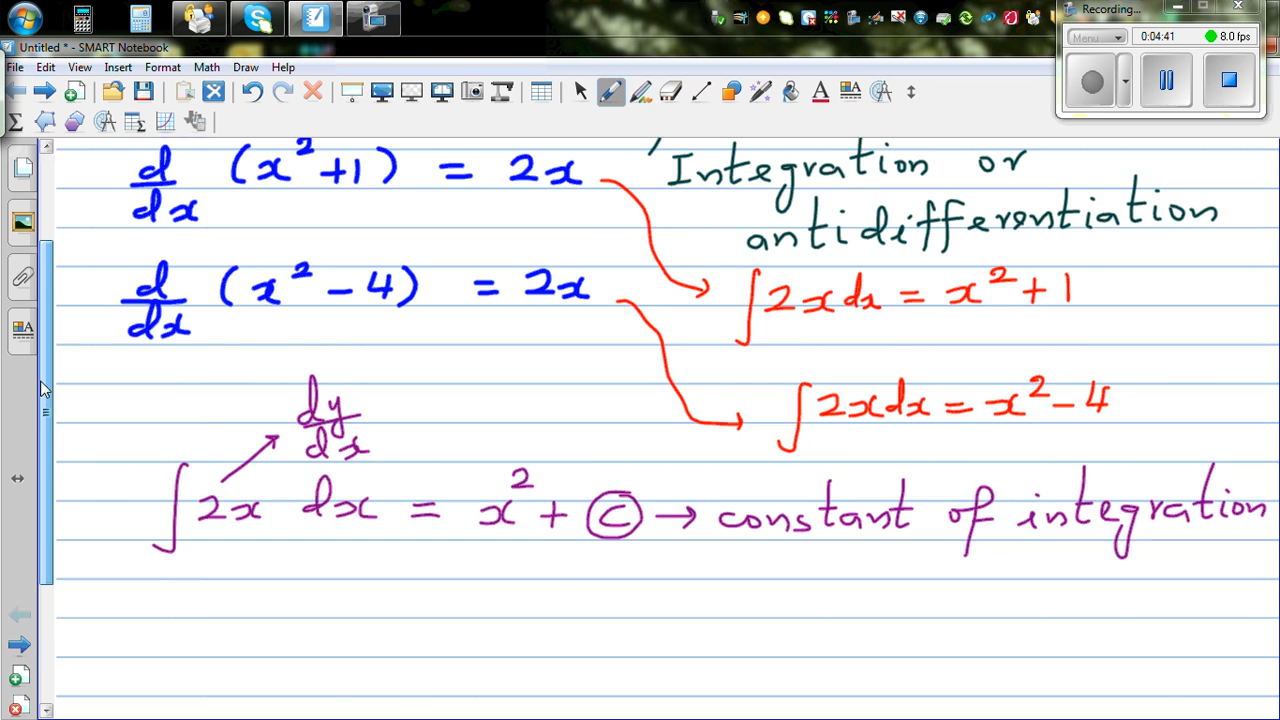 Recording...
Menu
0:04:41
8.0 fps
Untitled * - SMART Notebook
File Edit View Insert Format Math Draw Help
d/dx (x²+1) = 2x
'Integration or
antidifferentiation
∫2x dx = x²+1
d/dx (x²-4) = 2x
∫2x dx = x²-4
dy/dx
∫2x dx = x² + c → constant of integration